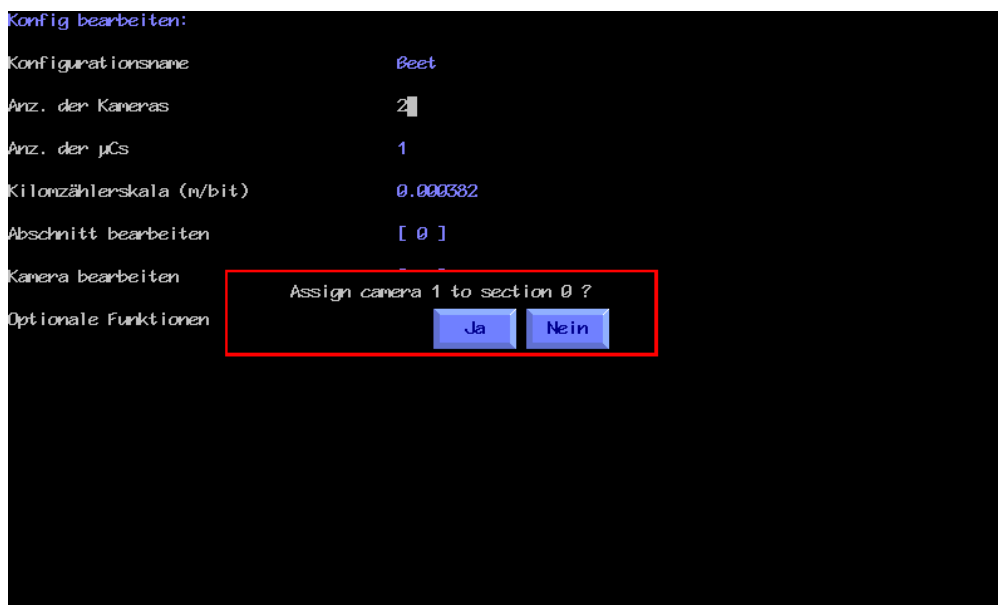 Konfig bearbeiten:
Konfigurationsname Beet
Anz. der Kameras 2
Anz. der µCs 1
Kilomzählerskala (m/bit) 0.000382
Abschnitt bearbeiten [ 0 ]
Kamera bearbeiten
Assign camera 1 to section 0 ?
Optionale Funktionen
Ja Nein